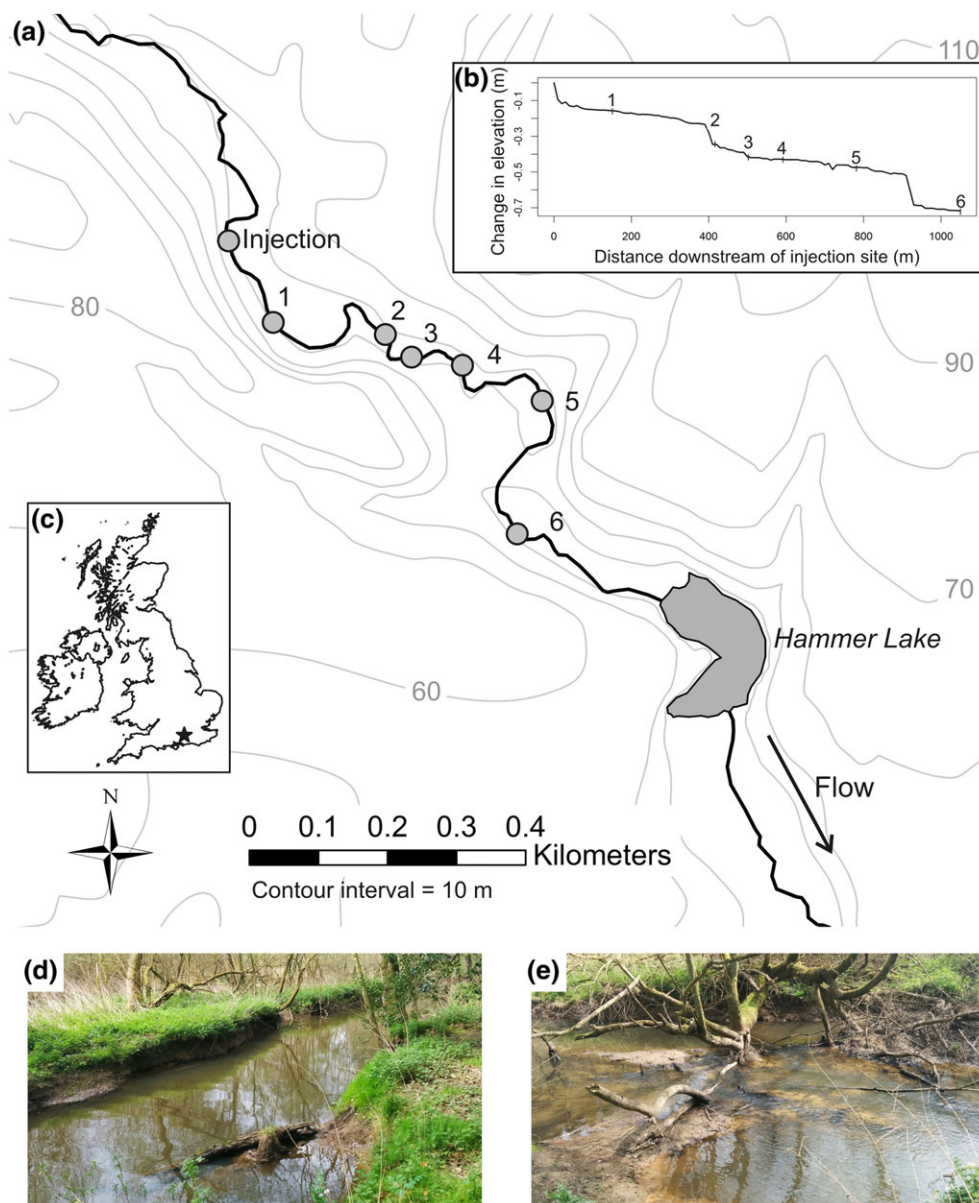 (a)
110
(b)
Change in elevation (m)
-0.1
-0.3
-0.5
-0.7
1
2
3
4
5
6
0 200 400 600 800 1000
Distance downstream of injection site (m)
Injection
80
1
2
3
4
5
6
90
70
60
Hammer Lake
(c)
N
Flow
0 0.1 0.2 0.3 0.4
Kilometers
Contour interval = 10 m
(d)
(e)